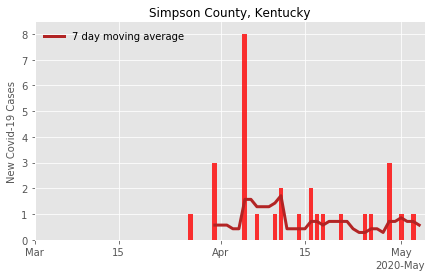 Simpson County, Kentucky
7 day moving average
New Covid-19 Cases
8
7
6
5
4
3
2
1
0
Mar 15 Apr 15 May
2020-May